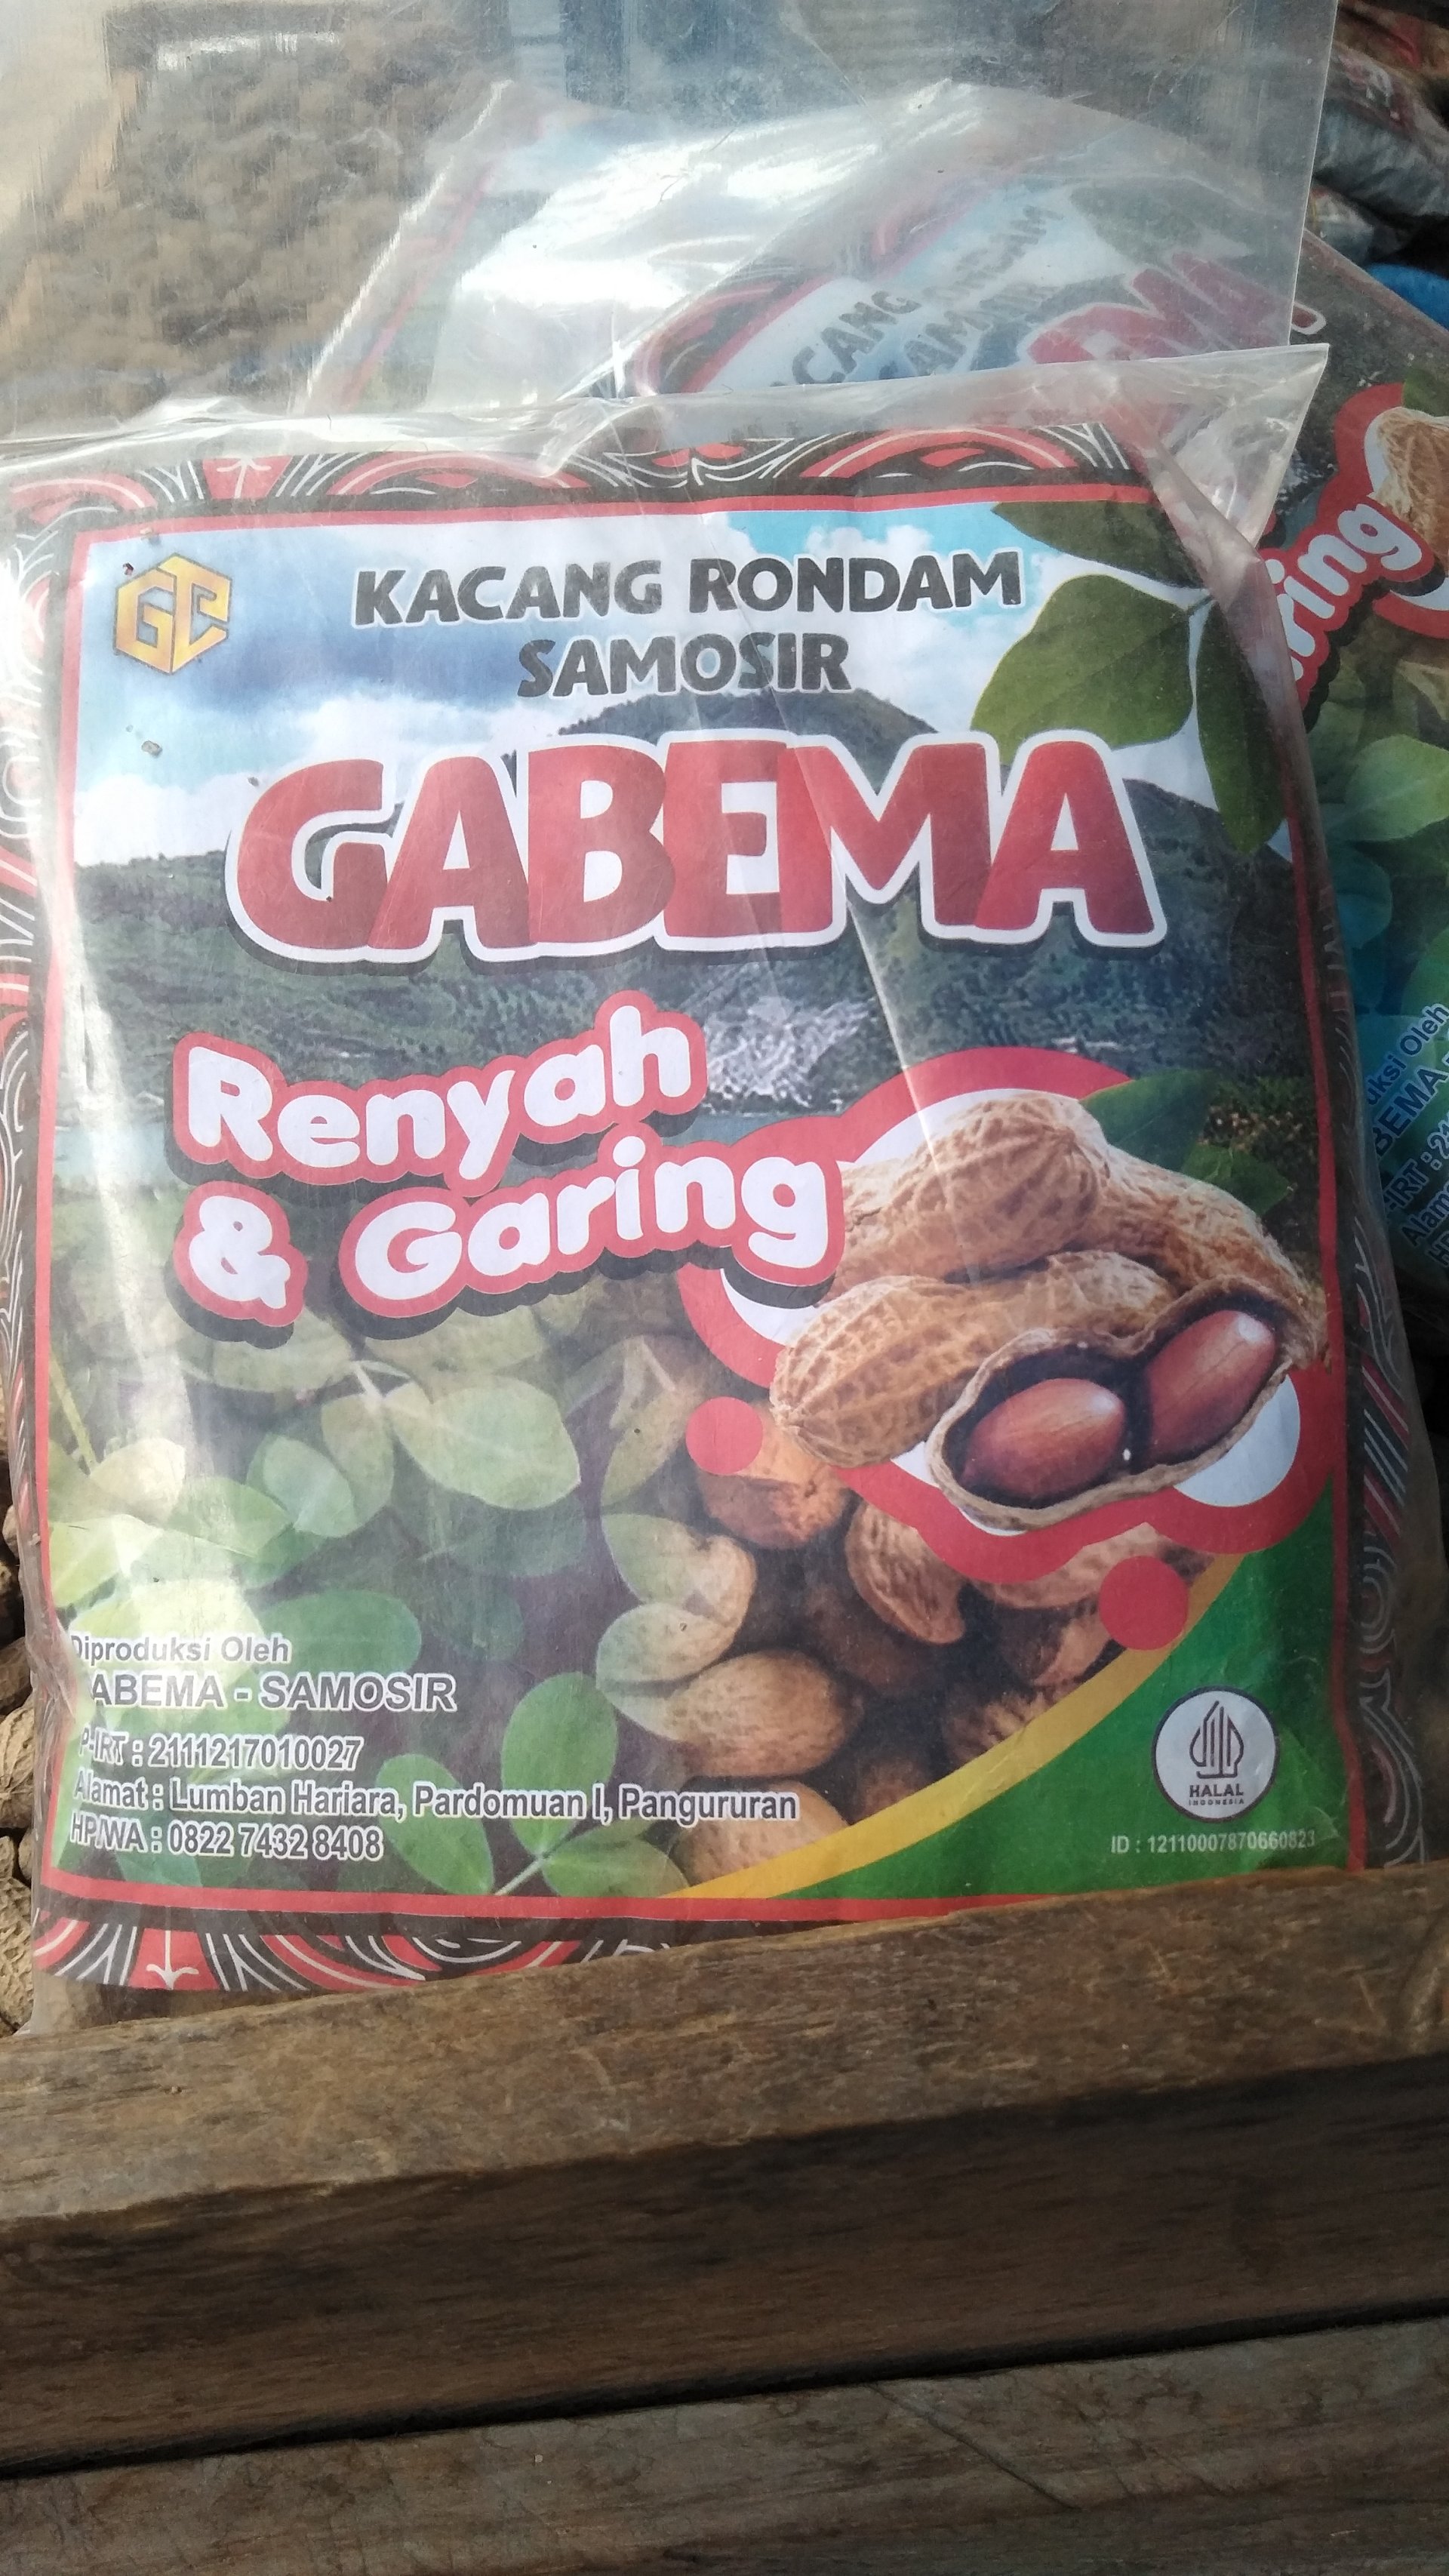 KACANG RONDAM
SAMOSIR
GABEMA
Renyah
& Garing
Diproduksi Oleh
ABEMA - SAMOSIR
P-IRT : 2111217010027
Alamat : Lumban Hariara, Pardomuan I, Pangururan
HP/WA : 0822 7432 8408
HALAL
INDONESIA
ID : 12110007870660823